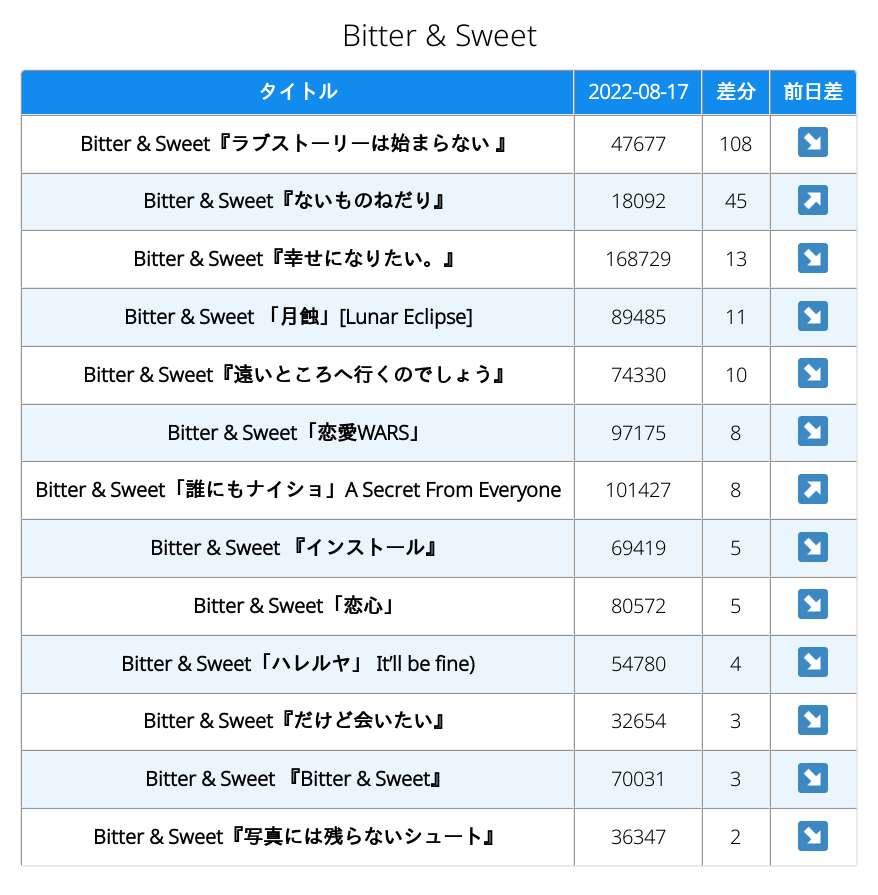 Bitter & Sweet
タイトル 2022-08-17 差分 前日差
Bitter & Sweet『ラブストーリーは始まらない 』 47677 108 ↘
Bitter & Sweet『ないものねだり』 18092 45 ↗
Bitter & Sweet『幸せになりたい。』 168729 13 ↘
Bitter & Sweet 「月蝕」[Lunar Eclipse] 89485 11 ↘
Bitter & Sweet『遠いところへ行くのでしょう』 74330 10 ↘
Bitter & Sweet「恋愛WARS」 97175 8 ↘
Bitter & Sweet「誰にもナイショ」A Secret From Everyone 101427 8 ↗
Bitter & Sweet 『インストール』 69419 5 ↘
Bitter & Sweet「恋心」 80572 5 ↘
Bitter & Sweet「ハレルヤ」 It’ll be fine) 54780 4 ↘
Bitter & Sweet『だけど会いたい』 32654 3 ↘
Bitter & Sweet 『Bitter & Sweet』 70031 3 ↘
Bitter & Sweet『写真には残らないシュート』 36347 2 ↘